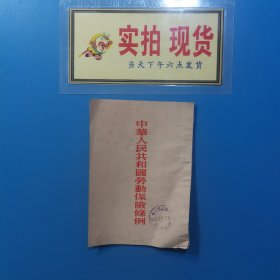 实拍 现货
当天下午六点发货
中華人民共和國勞動保險條例